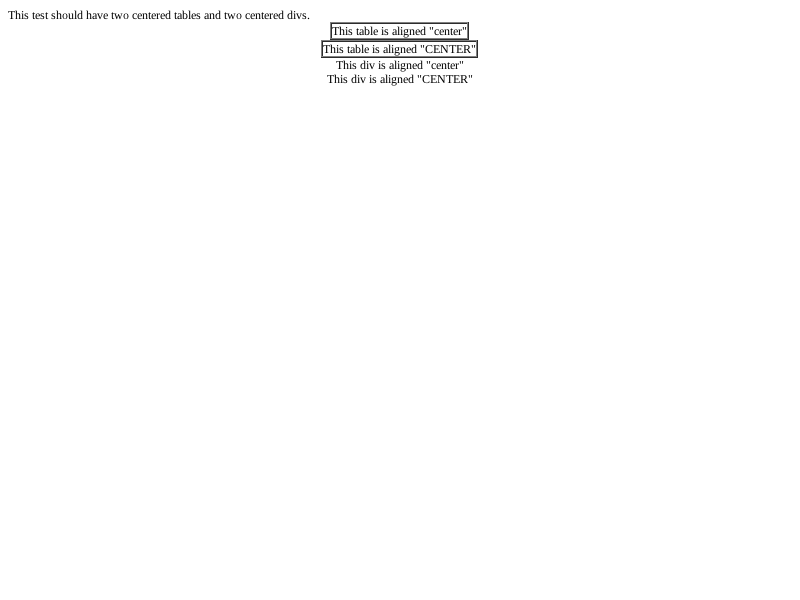 This test should have two centered tables and two centered divs.
This table is aligned "center"
This table is aligned "CENTER"
This div is aligned "center"
This div is aligned "CENTER"